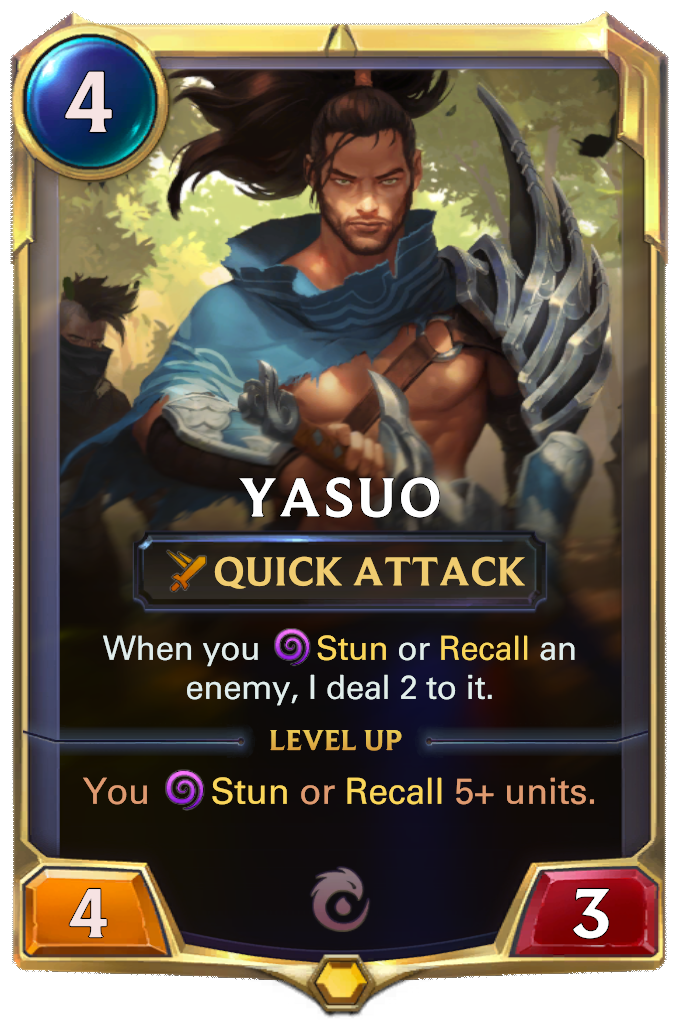 4
YASUO
QUICK ATTACK
When you Stun or Recall an
enemy, I deal 2 to it.
LEVEL UP
You Stun or Recall 5+ units.
4
3